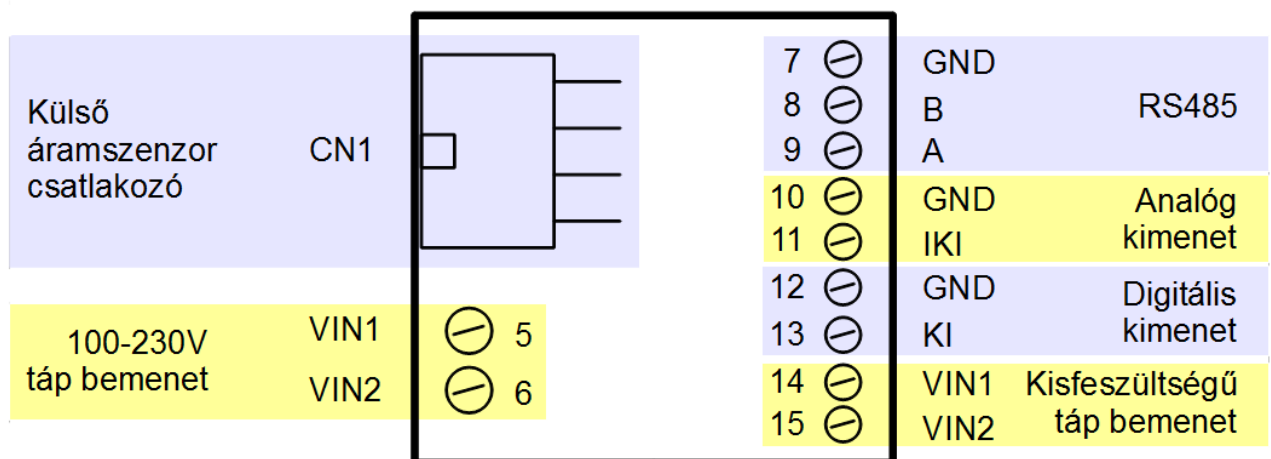 Külső
áramszenzor
csatlakozó
CN1
100-230V
táp bemenet
VIN1
VIN2
5
6
7 GND
8 B
9 A
RS485
10 GND
11 IKI
Analóg
kimenet
12 GND
13 KI
Digitális
kimenet
14 VIN1
15 VIN2
Kisfeszültségű
táp bemenet